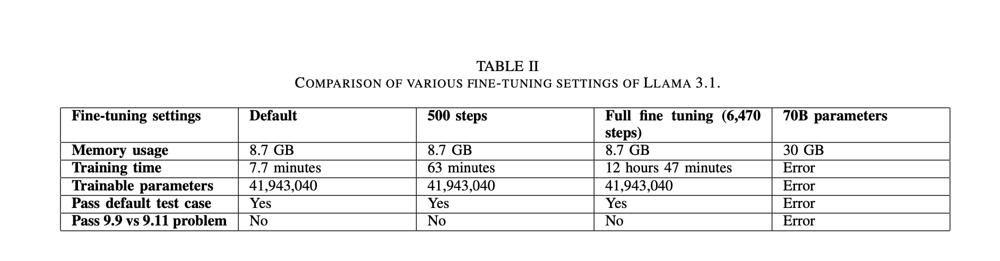 TABLE II
COMPARISON OF VARIOUS FINE-TUNING SETTINGS OF LLAMA 3.1.
Fine-tuning settings Default 500 steps Full fine tuning (6,470 steps) 70B parameters
Memory usage 8.7 GB 8.7 GB 8.7 GB 30 GB
Training time 7.7 minutes 63 minutes 12 hours 47 minutes Error
Trainable parameters 41,943,040 41,943,040 41,943,040 Error
Pass default test case Yes Yes Yes Error
Pass 9.9 vs 9.11 problem No No No Error